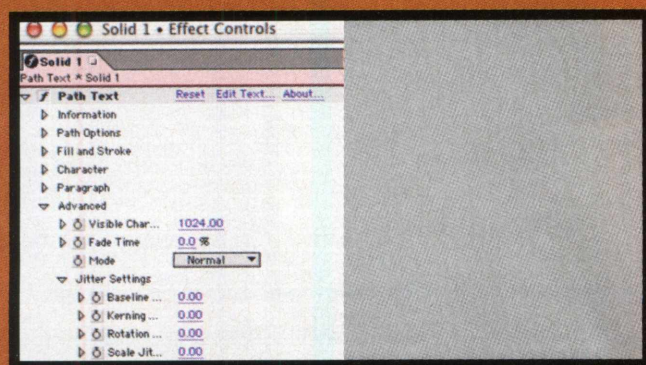 Solid 1 • Effect Controls
Solid 1
Path Text * Solid 1
Path Text Reset Edit Text... About...
Information
Path Options
Fill and Stroke
Character
Paragraph
Advanced
Visible Char... 1024.00
Fade Time 0.0 %
Mode Normal
Jitter Settings
Baseline ... 0.00
Kerning ... 0.00
Rotation ... 0.00
Scale Jit... 0.00